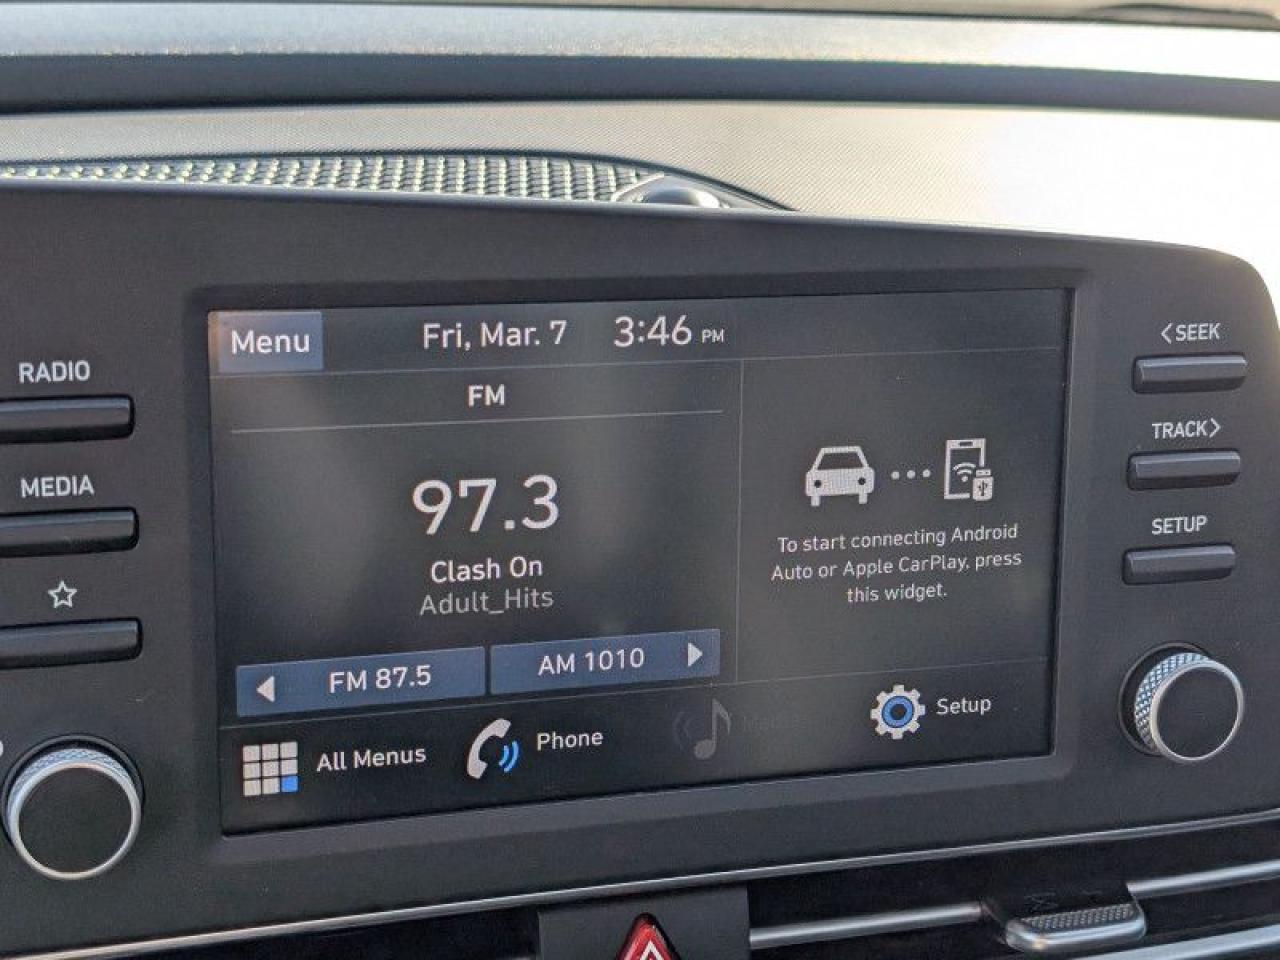 Menu Fri, Mar. 7 3:46 PM
<SEEK
RADIO
FM
TRACK>
MEDIA
97.3
Clash On
Adult_Hits
To start connecting Android
Auto or Apple CarPlay, press
this widget.
SETUP
FM 87.5 AM 1010
All Menus Phone Setup